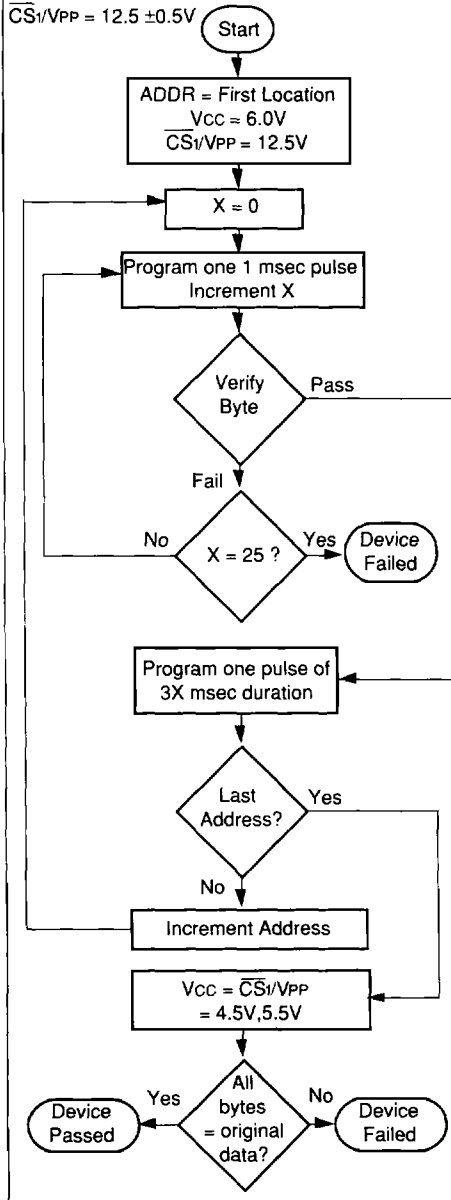 CS1/VPP = 12.5 ±0.5V
Start
ADDR = First Location
VCC = 6.0V
CS1/VPP = 12.5V
X = 0
Program one 1 msec pulse
Increment X
Verify
Byte
Pass
Fail
No
X = 25 ?
Yes
Device
Failed
Program one pulse of
3X msec duration
Last
Address?
Yes
No
Increment Address
VCC = CS1/VPP
= 4.5V,5.5V
Device
Passed
Yes
All
bytes
= original
data?
No
Device
Failed